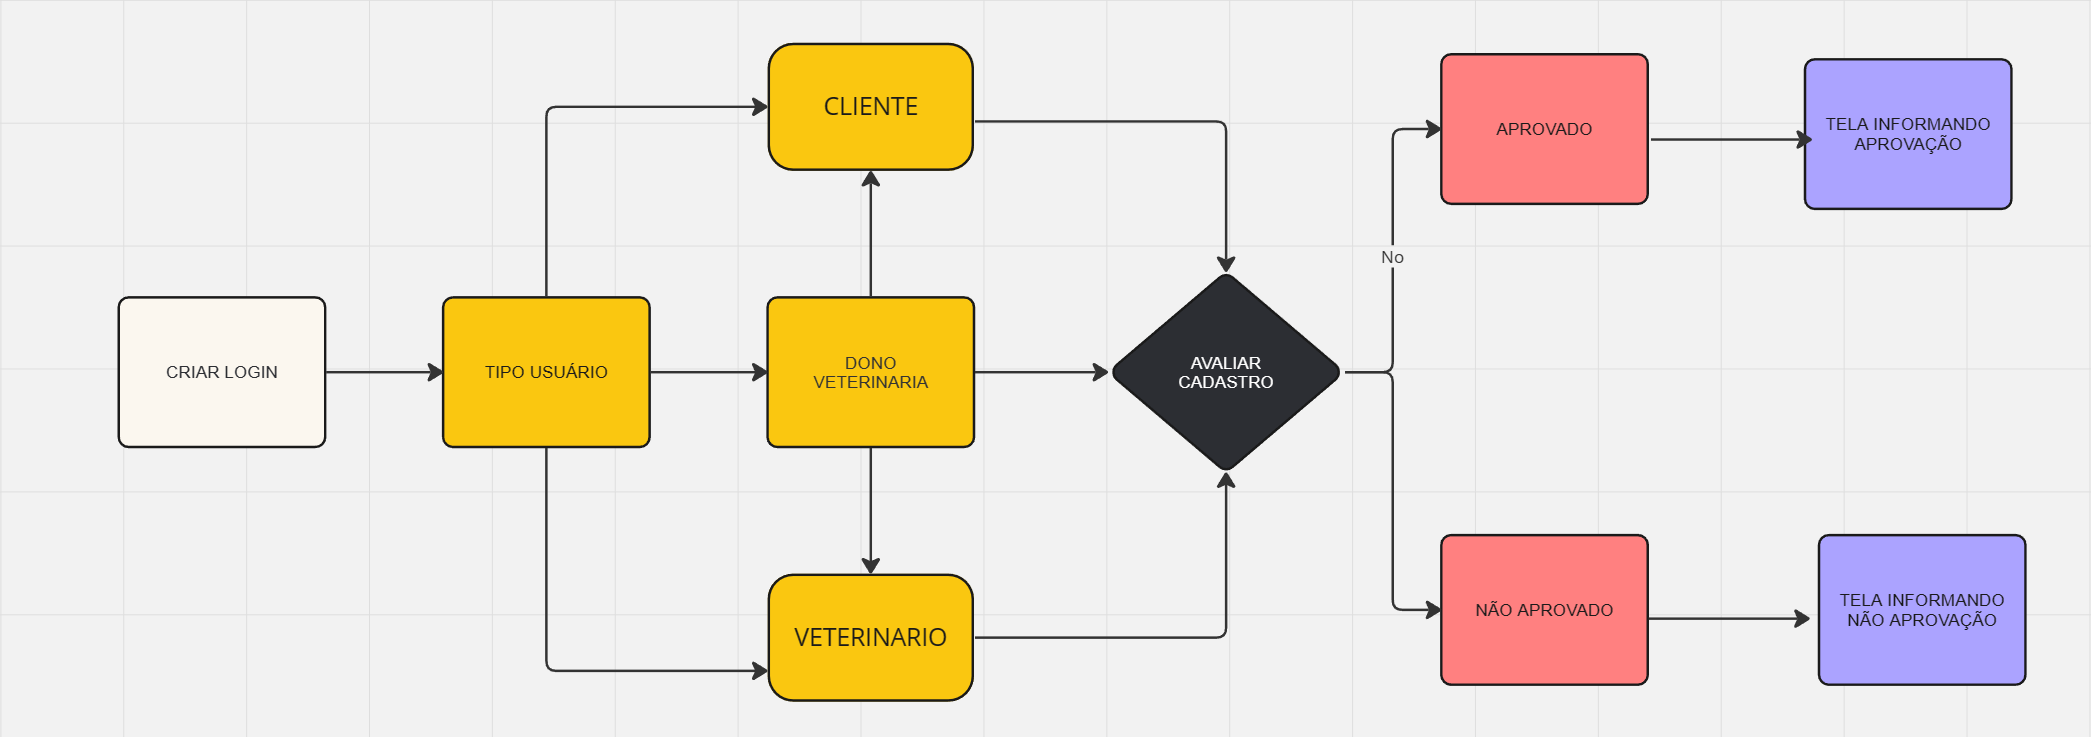 CRIAR LOGIN
TIPO USUÁRIO
CLIENTE
DONO
VETERINARIA
VETERINARIO
AVALIAR
CADASTRO
No
APROVADO
TELA INFORMANDO
APROVAÇÃO
NÃO APROVADO
TELA INFORMANDO
NÃO APROVAÇÃO